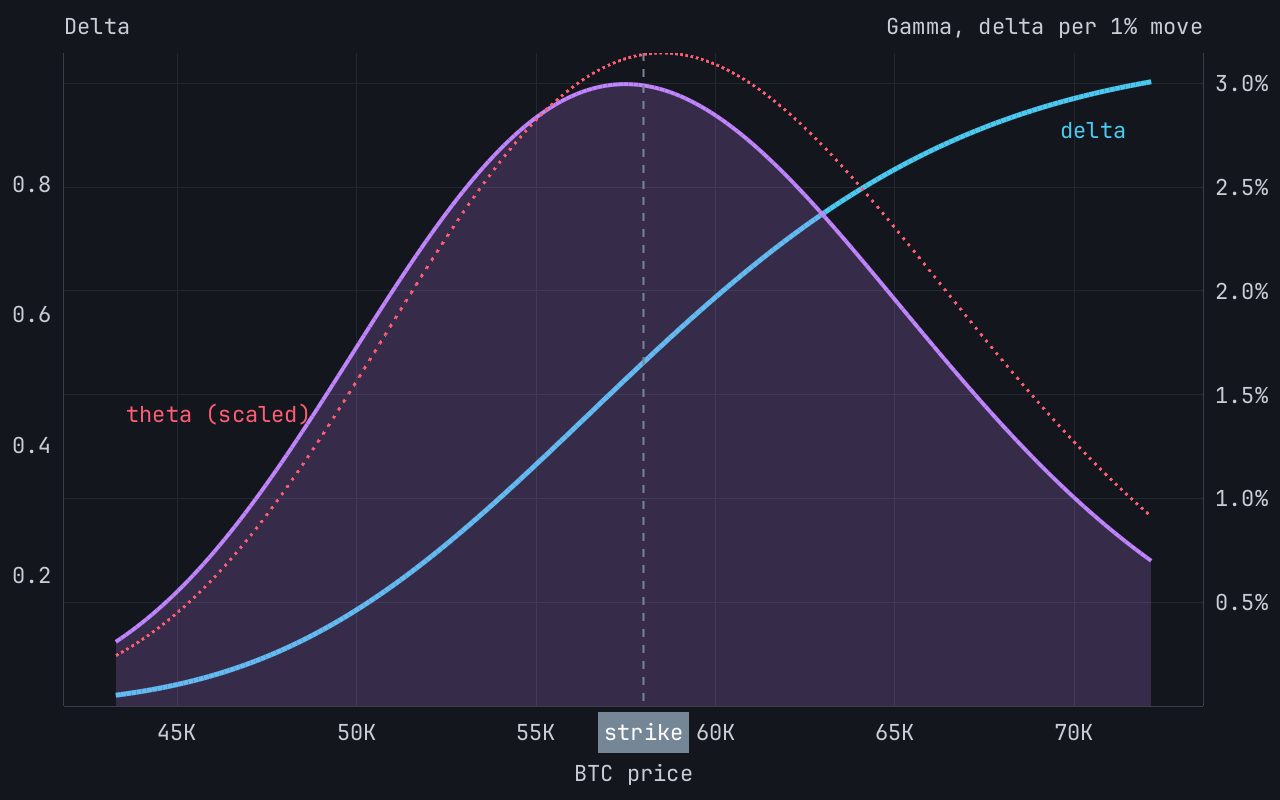 Delta
Gamma, delta per 1% move
3.0%
delta
0.8
2.5%
0.6
2.0%
theta (scaled)
1.5%
0.4
1.0%
0.2
0.5%
45K 50K 55K strike 60K 65K 70K
BTC price